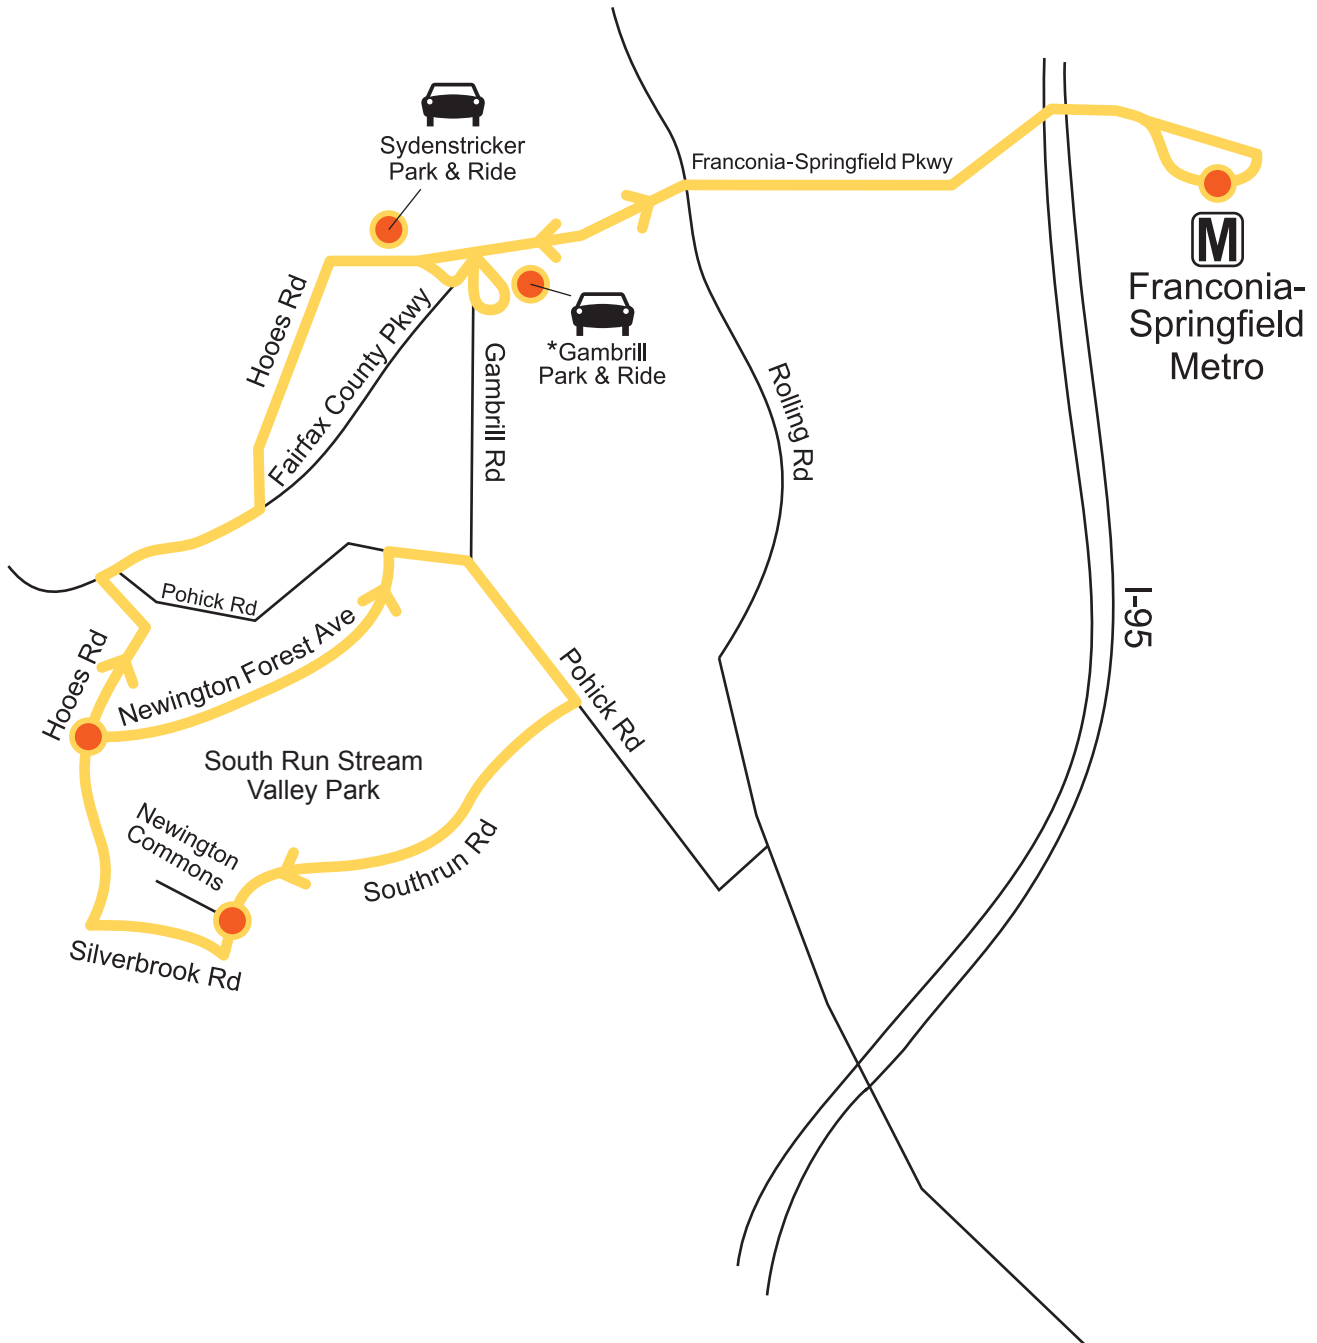 Sydenstricker
Park & Ride
Franconia-Springfield Pkwy
M
Franconia-
Springfield
Metro
Hooes Rd
Fairfax County Pkwy
*Gambrill
Park & Ride
Gambrill Rd
Rolling Rd
I-95
Pohick Rd
Newington Forest Ave
Hooes Rd
Pohick Rd
South Run Stream
Valley Park
Newington
Commons
Southrun Rd
Silverbrook Rd